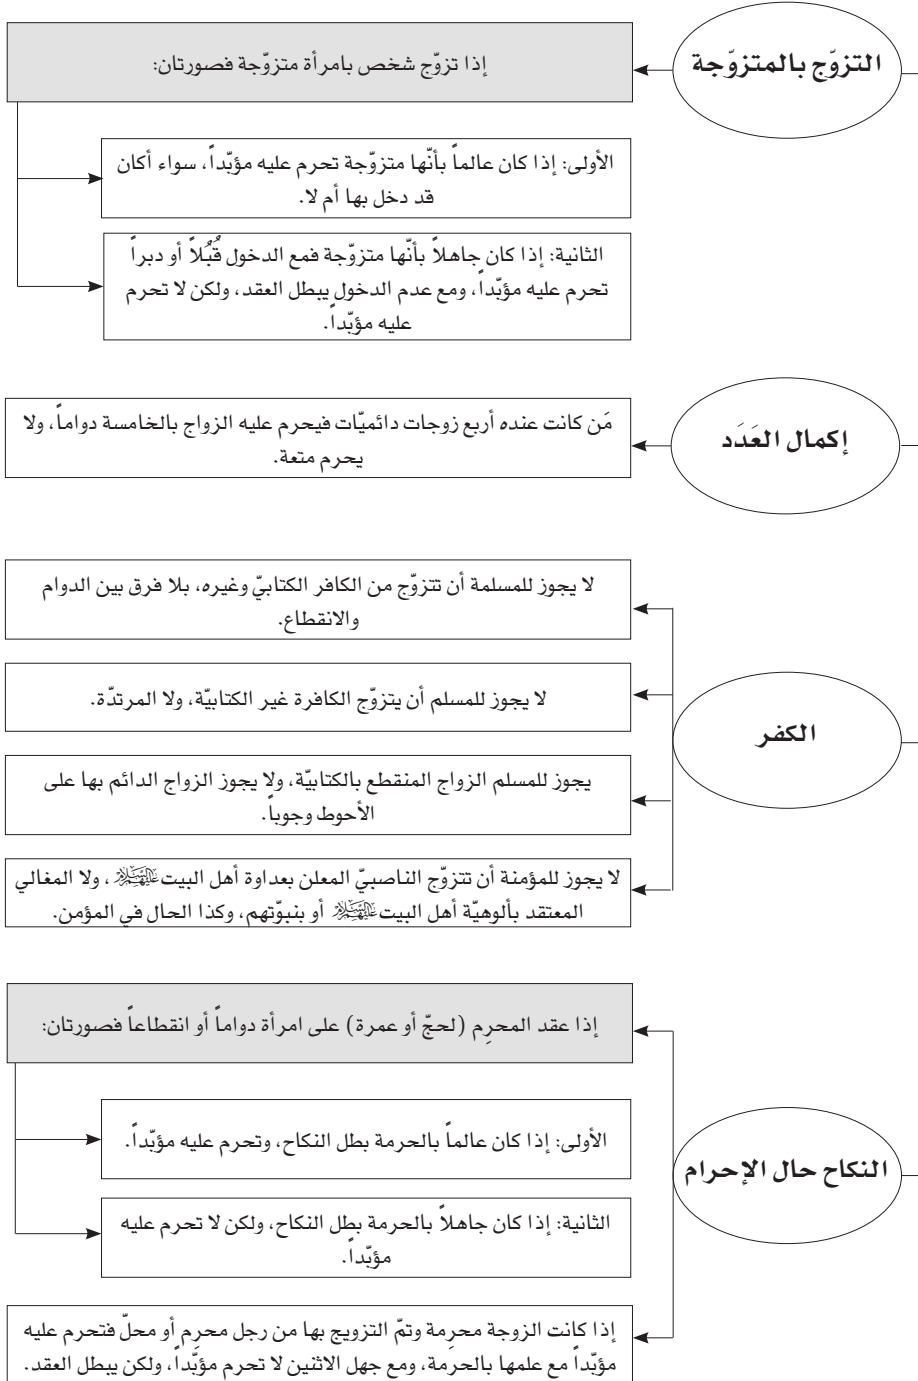 التزوّج بالمتزوّجة
إذا تزوّج شخص بامرأة متزوّجة فصورتان:
الأولى: إذا كان عالماً بأنّها متزوّجة تحرم عليه مؤبّداً، سواء أكان
قد دخل بها أم لا.
الثانية: إذا كان جاهلاً بأنّها متزوّجة فمع الدخول قُبُلاً أو دبراً
تحرم عليه مؤبّداً، ومع عدم الدخول يبطل العقد، ولكن لا تحرم
عليه مؤبّداً.
إكمال العَدَد
مَن كانت عنده أربع زوجات دائميّات فيحرم عليه الزواج بالخامسة دواماً، ولا
يحرم متعة.
الكفر
لا يجوز للمسلمة أن تتزوّج من الكافر الكتابيّ وغيره، بلا فرق بين الدوام
والانقطاع.
لا يجوز للمسلم أن يتزوّج الكافرة غير الكتابيّة، ولا المرتدّة.
يجوز للمسلم الزواج المنقطع بالكتابيّة، ولا يجوز الزواج الدائم بها على
الأحوط وجوباً.
لا يجوز للمؤمنة أن تتزوّج الناصبيّ المعلن بعداوة أهل البيت عليهم السلام، ولا المغالي
المعتقد بألوهيّة أهل البيت عليهم السلام أو بنبوّتهم، وكذا الحال في المؤمن.
النكاح حال الإحرام
إذا عقد المحرِم (لحجّ أو عمرة) على امرأة دواماً أو انقطاعاً فصورتان:
الأولى: إذا كان عالماً بالحرمة بطل النكاح، وتحرم عليه مؤبّداً.
الثانية: إذا كان جاهلاً بالحرمة بطل النكاح، ولكن لا تحرم عليه
مؤبّداً.
إذا كانت الزوجة محرِمة وتمّ التزويج بها من رجل محرِم أو محلّ فتحرم عليه
مؤبّداً مع علمها بالحرمة، ومع جهل الاثنين لا تحرم مؤبّداً، ولكن يبطل العقد.